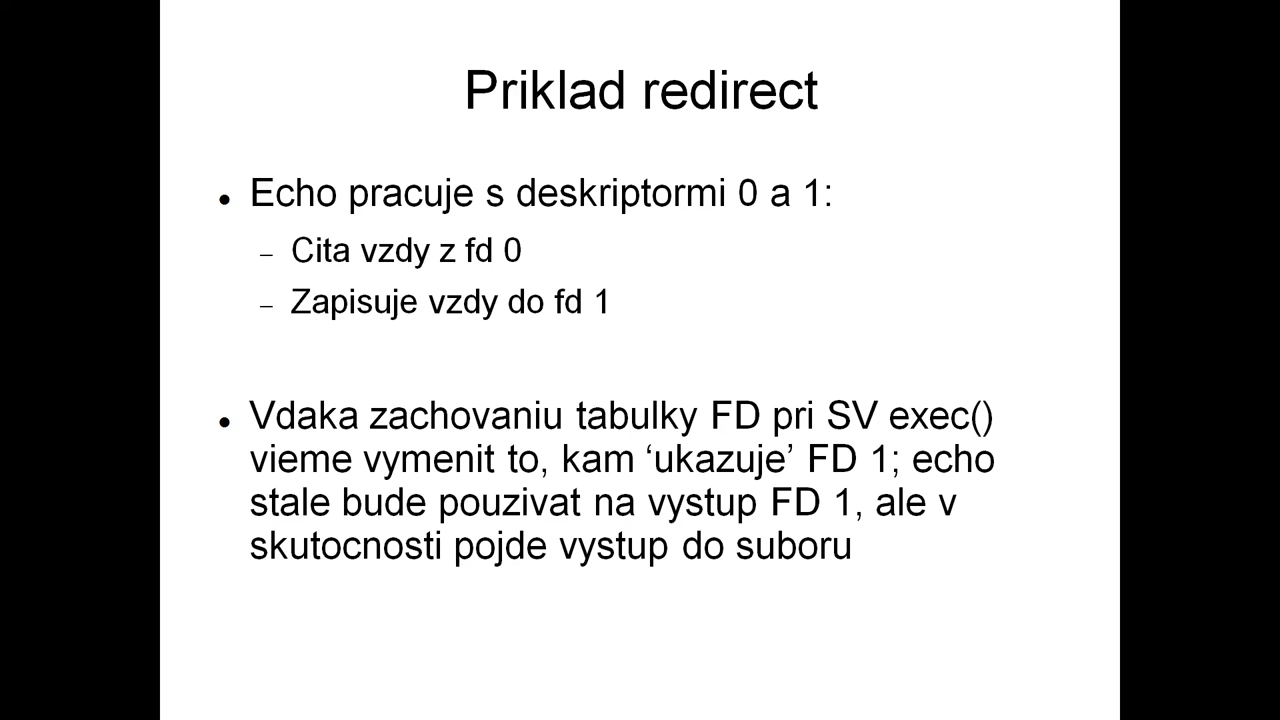 Priklad redirect
● Echo pracuje s deskriptormi 0 a 1:
– Cita vzdy z fd 0
– Zapisuje vzdy do fd 1
● Vdaka zachovaniu tabulky FD pri SV exec()
vieme vymenit to, kam ‘ukazuje’ FD 1; echo
stale bude pouzivat na vystup FD 1, ale v
skutocnosti pojde vystup do suboru